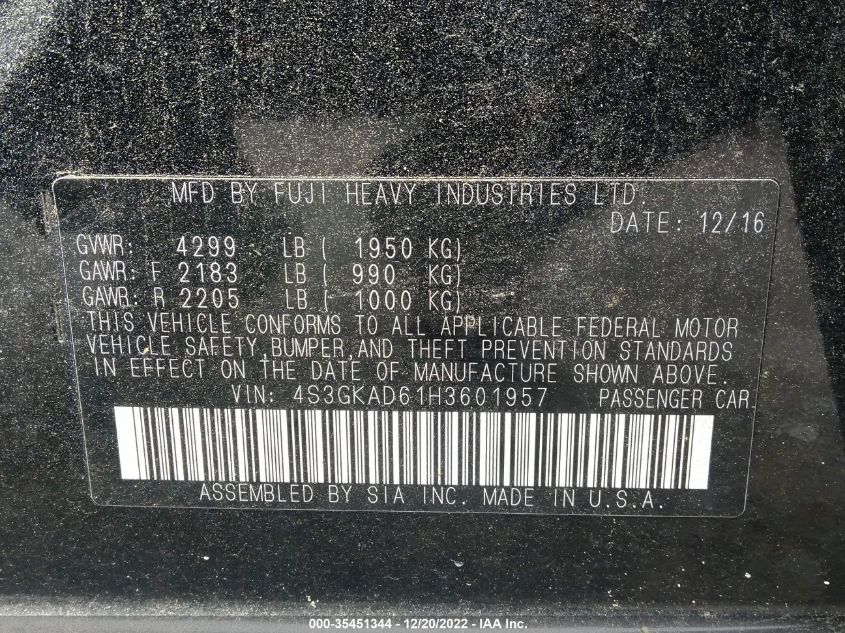 MFD BY FUJI HEAVY INDUSTRIES LTD.
DATE: 12/16
GVWR: 4299 LB ( 1950 KG)
GAWR: F 2183 LB ( 990 KG)
GAWR: R 2205 LB ( 1000 KG)
THIS VEHICLE CONFORMS TO ALL APPLICABLE FEDERAL MOTOR
VEHICLE SAFETY,BUMPER,AND THEFT PREVENTION STANDARDS
IN EFFECT ON THE DATE OF MANUFACTURE SHOWN ABOVE.
VIN: 4S3GKAD61H3601957 PASSENGER CAR
ASSEMBLED BY SIA INC. MADE IN U.S.A.
000-35451344 - 12/20/2022 - IAA Inc.